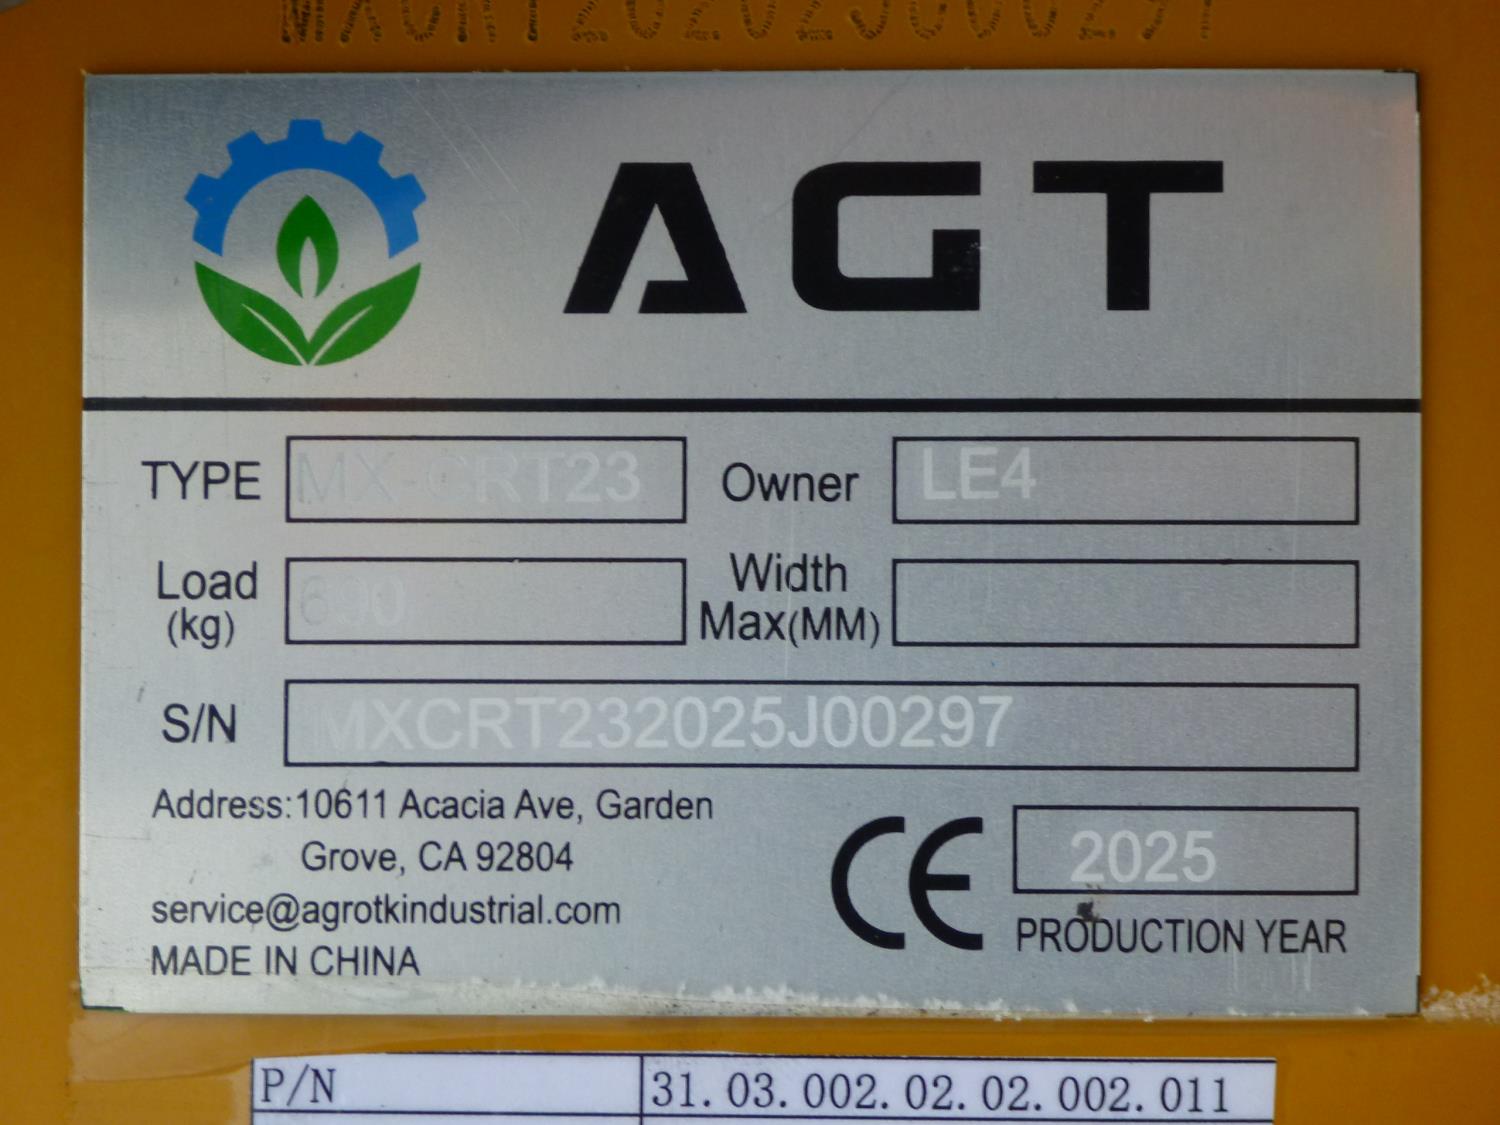 AGT
TYPE MX-CRT23 Owner LE4
Load (kg) 690 Width Max(MM)
S/N MXCRT232025J00297
Address:10611 Acacia Ave, Garden
Grove, CA 92804
service@agrotkindustrial.com
MADE IN CHINA
CE 2025
PRODUCTION YEAR
P/N 31.03.002.02.02.002.011